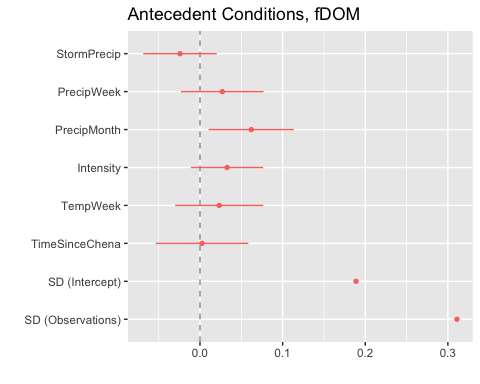 Antecedent Conditions, fDOM
StormPrecip
PrecipWeek
PrecipMonth
Intensity
TempWeek
TimeSinceChena
SD (Intercept)
SD (Observations)
0.0 0.1 0.2 0.3